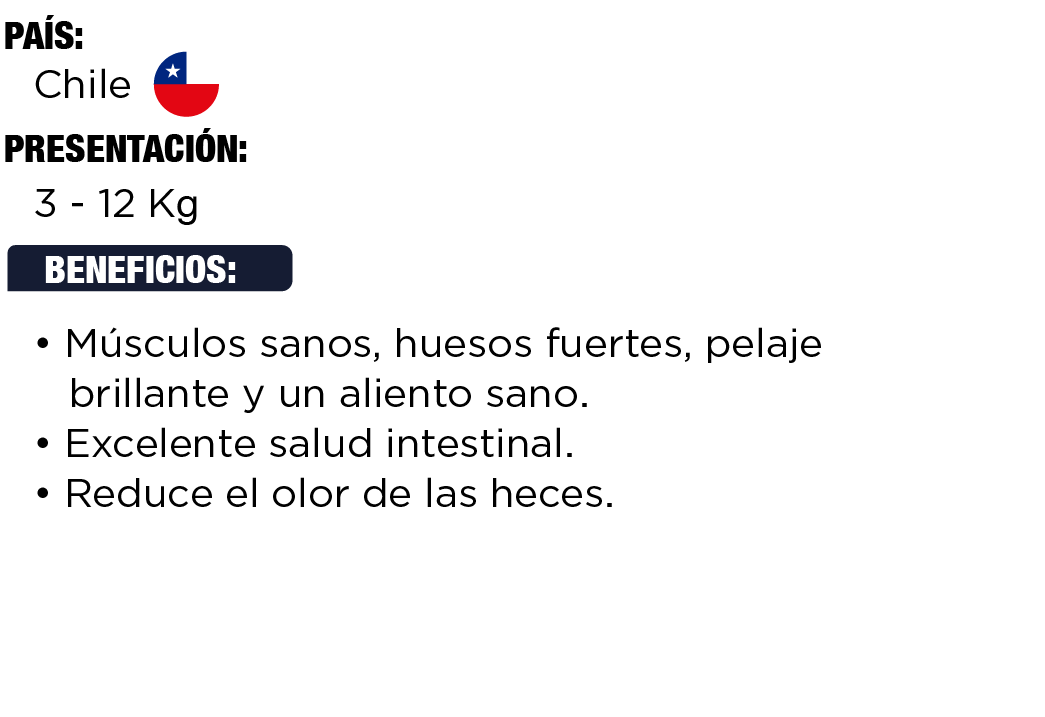 PAÍS:
Chile
PRESENTACIÓN:
3 - 12 Kg
BENEFICIOS:
• Músculos sanos, huesos fuertes, pelaje
brillante y un aliento sano.
• Excelente salud intestinal.
• Reduce el olor de las heces.